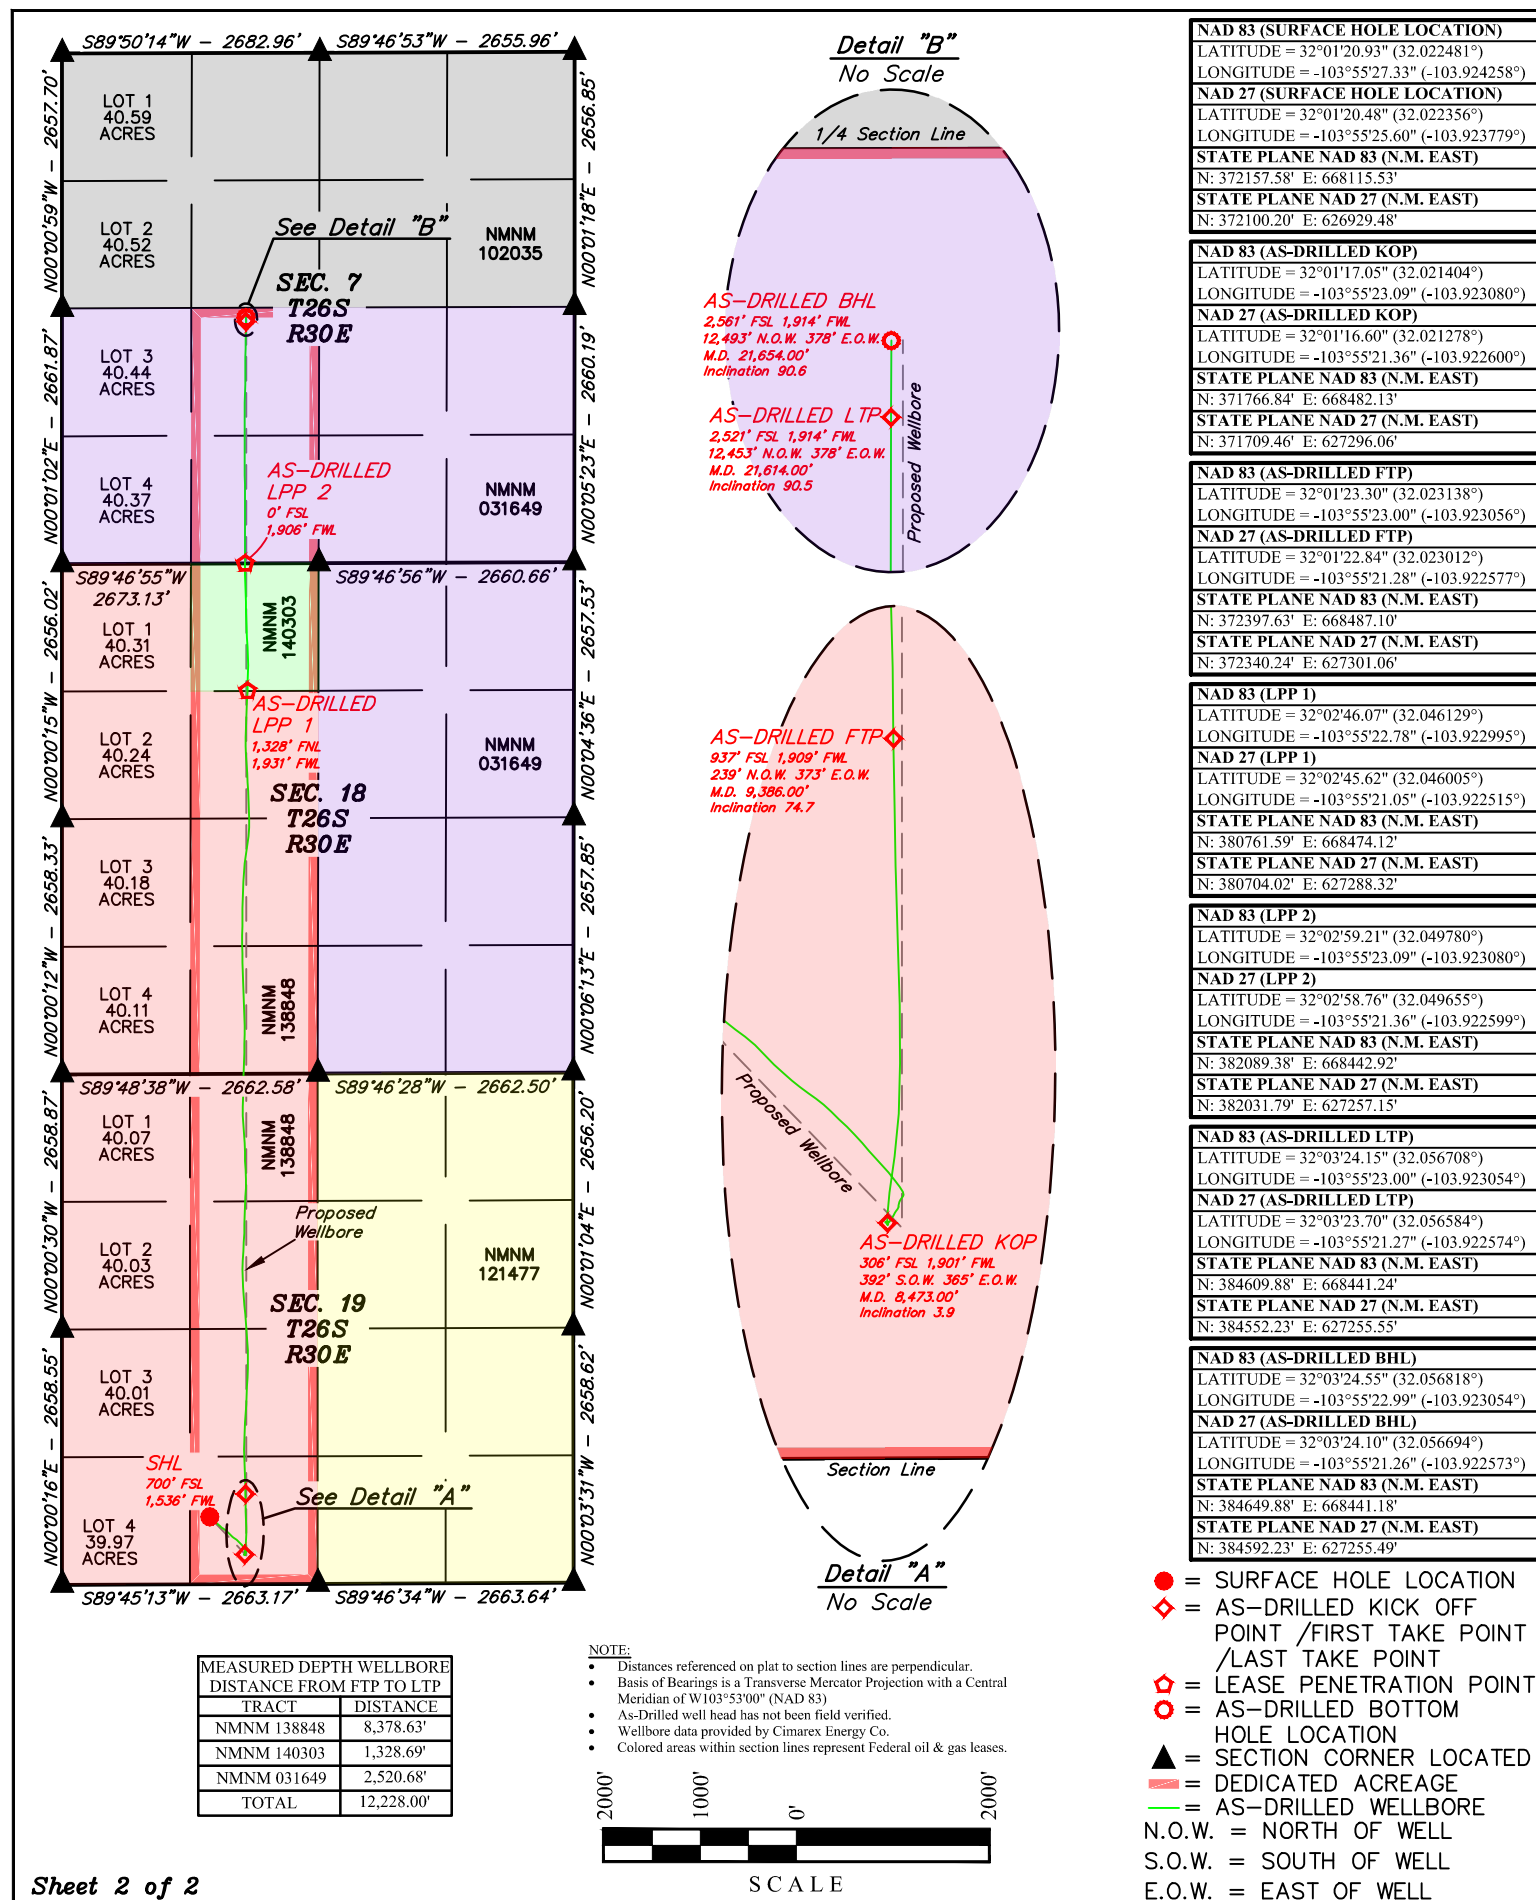 S89°50'14"W - 2682.96'
S89°46'53"W - 2655.96'
N00°00'59"W - 2657.70'
N00°01'18"E - 2656.85'
LOT 1
40.59
ACRES
LOT 2
40.52
ACRES
See Detail "B"
NMNM
102035
SEC. 7
T26S
R30E
N00°01'02"E - 2661.87'
N00°05'23"E - 2660.19'
LOT 3
40.44
ACRES
LOT 4
40.37
ACRES
AS-DRILLED
LPP 2
0' FSL
1,906' FWL
NMNM
031649
S89°46'55"W
2673.13'
S89°46'56"W - 2660.66'
N00°00'15"W - 2656.02'
N00°04'36"E - 2657.53'
LOT 1
40.31
ACRES
NMNM
140303
AS-DRILLED
LPP 1
1,328' FNL
1,931' FWL
LOT 2
40.24
ACRES
NMNM
031649
SEC. 18
T26S
R30E
N00°00'12"W - 2658.33'
N00°06'13"E - 2657.85'
LOT 3
40.18
ACRES
LOT 4
40.11
ACRES
NMNM
138848
S89°48'38"W - 2662.58'
S89°46'28"W - 2662.50'
N00°00'30"W - 2658.87'
N00°01'04"E - 2656.20'
LOT 1
40.07
ACRES
NMNM
138848
Proposed
Wellbore
LOT 2
40.03
ACRES
NMNM
121477
SEC. 19
T26S
R30E
N00°00'16"E - 2658.55'
N00°03'31"W - 2658.62'
LOT 3
40.01
ACRES
SHL
700' FSL
1,536' FWL
See Detail "A"
LOT 4
39.97
ACRES
S89°45'13"W - 2663.17'
S89°46'34"W - 2663.64'
Detail "B"
No Scale
1/4 Section Line
AS-DRILLED BHL
2,561' FSL 1,914' FWL
12,493' N.O.W. 378' E.O.W.
M.D. 21,654.00'
Inclination 90.6
AS-DRILLED LTP
2,521' FSL 1,914' FWL
12,453' N.O.W. 378' E.O.W.
M.D. 21,614.00'
Inclination 90.5
Proposed Wellbore
AS-DRILLED FTP
937' FSL 1,909' FWL
239' N.O.W. 373' E.O.W.
M.D. 9,386.00'
Inclination 74.7
Proposed Wellbore
AS-DRILLED KOP
306' FSL 1,901' FWL
392' S.O.W. 365' E.O.W.
M.D. 8,473.00'
Inclination 3.9
Section Line
Detail "A"
No Scale
NAD 83 (SURFACE HOLE LOCATION)
LATITUDE = 32°01'20.93" (32.022481°)
LONGITUDE = -103°55'27.33" (-103.924258°)
NAD 27 (SURFACE HOLE LOCATION)
LATITUDE = 32°01'20.48" (32.022356°)
LONGITUDE = -103°55'25.60" (-103.923779°)
STATE PLANE NAD 83 (N.M. EAST)
N: 372157.58' E: 668115.53'
STATE PLANE NAD 27 (N.M. EAST)
N: 372100.20' E: 626929.48'
NAD 83 (AS-DRILLED KOP)
LATITUDE = 32°01'17.05" (32.021404°)
LONGITUDE = -103°55'23.09" (-103.923080°)
NAD 27 (AS-DRILLED KOP)
LATITUDE = 32°01'16.60" (32.021278°)
LONGITUDE = -103°55'21.36" (-103.922600°)
STATE PLANE NAD 83 (N.M. EAST)
N: 371766.84' E: 668482.13'
STATE PLANE NAD 27 (N.M. EAST)
N: 371709.46' E: 627296.06'
NAD 83 (AS-DRILLED FTP)
LATITUDE = 32°01'23.30" (32.023138°)
LONGITUDE = -103°55'23.00" (-103.923056°)
NAD 27 (AS-DRILLED FTP)
LATITUDE = 32°01'22.84" (32.023012°)
LONGITUDE = -103°55'21.28" (-103.922577°)
STATE PLANE NAD 83 (N.M. EAST)
N: 372397.63' E: 668487.10'
STATE PLANE NAD 27 (N.M. EAST)
N: 372340.24' E: 627301.06'
NAD 83 (LPP 1)
LATITUDE = 32°02'46.07" (32.046129°)
LONGITUDE = -103°55'22.78" (-103.922995°)
NAD 27 (LPP 1)
LATITUDE = 32°02'45.62" (32.046005°)
LONGITUDE = -103°55'21.05" (-103.922515°)
STATE PLANE NAD 83 (N.M. EAST)
N: 380761.59' E: 668474.12'
STATE PLANE NAD 27 (N.M. EAST)
N: 380704.02' E: 627288.32'
NAD 83 (LPP 2)
LATITUDE = 32°02'59.21" (32.049780°)
LONGITUDE = -103°55'23.09" (-103.923080°)
NAD 27 (LPP 2)
LATITUDE = 32°02'58.76" (32.049655°)
LONGITUDE = -103°55'21.36" (-103.922599°)
STATE PLANE NAD 83 (N.M. EAST)
N: 382089.38' E: 668442.92'
STATE PLANE NAD 27 (N.M. EAST)
N: 382031.79' E: 627257.15'
NAD 83 (AS-DRILLED LTP)
LATITUDE = 32°03'24.15" (32.056708°)
LONGITUDE = -103°55'23.00" (-103.923054°)
NAD 27 (AS-DRILLED LTP)
LATITUDE = 32°03'23.70" (32.056584°)
LONGITUDE = -103°55'21.27" (-103.922574°)
STATE PLANE NAD 83 (N.M. EAST)
N: 384609.88' E: 668441.24'
STATE PLANE NAD 27 (N.M. EAST)
N: 384552.23' E: 627255.55'
NAD 83 (AS-DRILLED BHL)
LATITUDE = 32°03'24.55" (32.056818°)
LONGITUDE = -103°55'22.99" (-103.923054°)
NAD 27 (AS-DRILLED BHL)
LATITUDE = 32°03'24.10" (32.056694°)
LONGITUDE = -103°55'21.26" (-103.922573°)
STATE PLANE NAD 83 (N.M. EAST)
N: 384649.88' E: 668441.18'
STATE PLANE NAD 27 (N.M. EAST)
N: 384592.23' E: 627255.49'
= SURFACE HOLE LOCATION
= AS-DRILLED KICK OFF
POINT /FIRST TAKE POINT
/LAST TAKE POINT
= LEASE PENETRATION POINT
= AS-DRILLED BOTTOM
HOLE LOCATION
= SECTION CORNER LOCATED
= DEDICATED ACREAGE
= AS-DRILLED WELLBORE
N.O.W. = NORTH OF WELL
S.O.W. = SOUTH OF WELL
E.O.W. = EAST OF WELL
MEASURED DEPTH WELLBORE
DISTANCE FROM FTP TO LTP
TRACT DISTANCE
NMNM 138848 8,378.63'
NMNM 140303 1,328.69'
NMNM 031649 2,520.68'
TOTAL 12,228.00'
NOTE:
• Distances referenced on plat to section lines are perpendicular.
• Basis of Bearings is a Transverse Mercator Projection with a Central
Meridian of W103°53'00" (NAD 83)
• As-Drilled well head has not been field verified.
• Wellbore data provided by Cimarex Energy Co.
• Colored areas within section lines represent Federal oil & gas leases.
2000' 1000' 0' 2000'
SCALE
Sheet 2 of 2